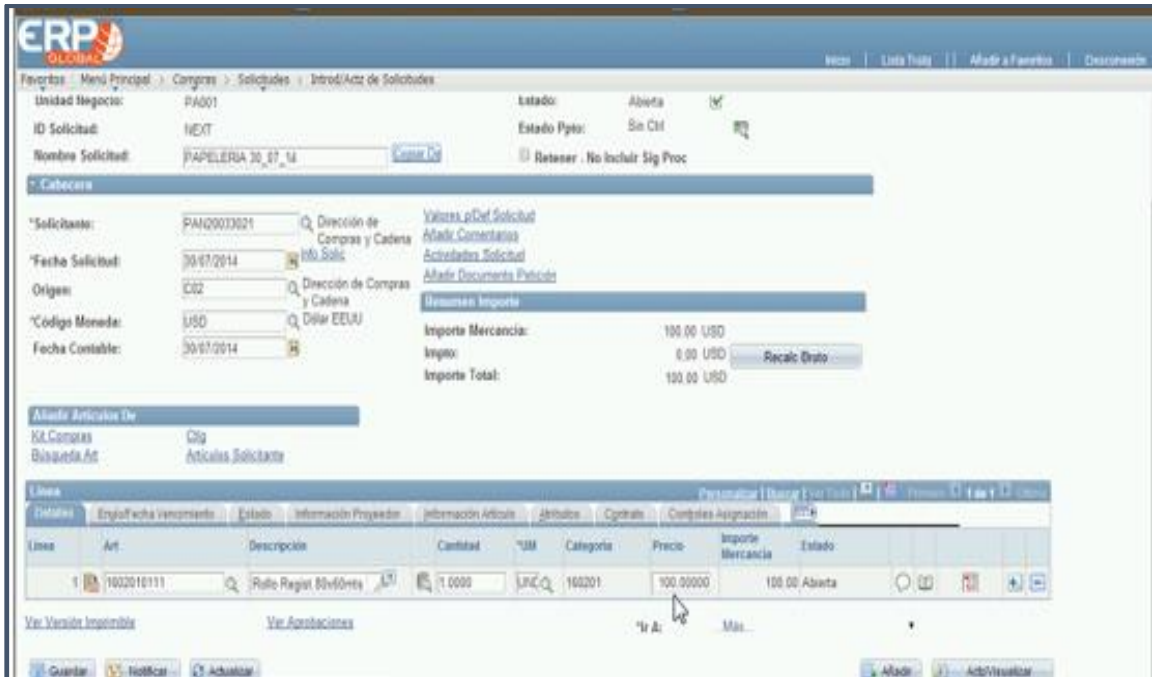 ERP
GLOBAL
Inicio | Lista Trabj || Añadir a Favoritos | Desconexión
Favoritos Menú Principal > Compras > Solicitudes > Introd/Actz de Solicitudes
Unidad Negocio: PA001 Estado: Abierta
ID Solicitud: NEXT Estado Ppto: Sin Ctrl
Nombre Solicitud: PAPELERIA 30_07_14 Copiar De Retener . No Incluir Sig Proc
Cabecera
*Solicitante: PAN20033021 Dirección de Compras y Cadena
Info Solic
*Fecha Solicitud: 30/07/2014
Origen: C02 Dirección de Compras y Cadena
*Código Moneda: USD Dólar EEUU
Fecha Contable: 30/07/2014
Valores p/Def Solicitud
Añadir Comentarios
Actividades Solicitud
Añadir Documento Petición
Resumen Importe
Importe Mercancía: 100.00 USD
Impto: 0.00 USD Recalc Bruto
Importe Total: 100.00 USD
Añadir Artículos De
Kit Compras Ctlg
Búsqueda Art Artículos Solicitante
Línea Personalizar | Buscar | Ver Todo | 1 de 1
Detalles Envío/Fecha Vencimiento Estado Información Proveedor Información Artículo Atributos Contrato Controles Asignación
Línea Art Descripción Cantidad *UM Categoría Precio Importe Mercancía Estado
1 1602010111 Rollo Regist 80x60mts 1.0000 UND 160201 100.00000 100.00 Abierta
Ver Versión Imprimible Ver Aprobaciones *Ir A: ...Más...
Guardar Notificar Actualizar Añadir Actz/Visualizar